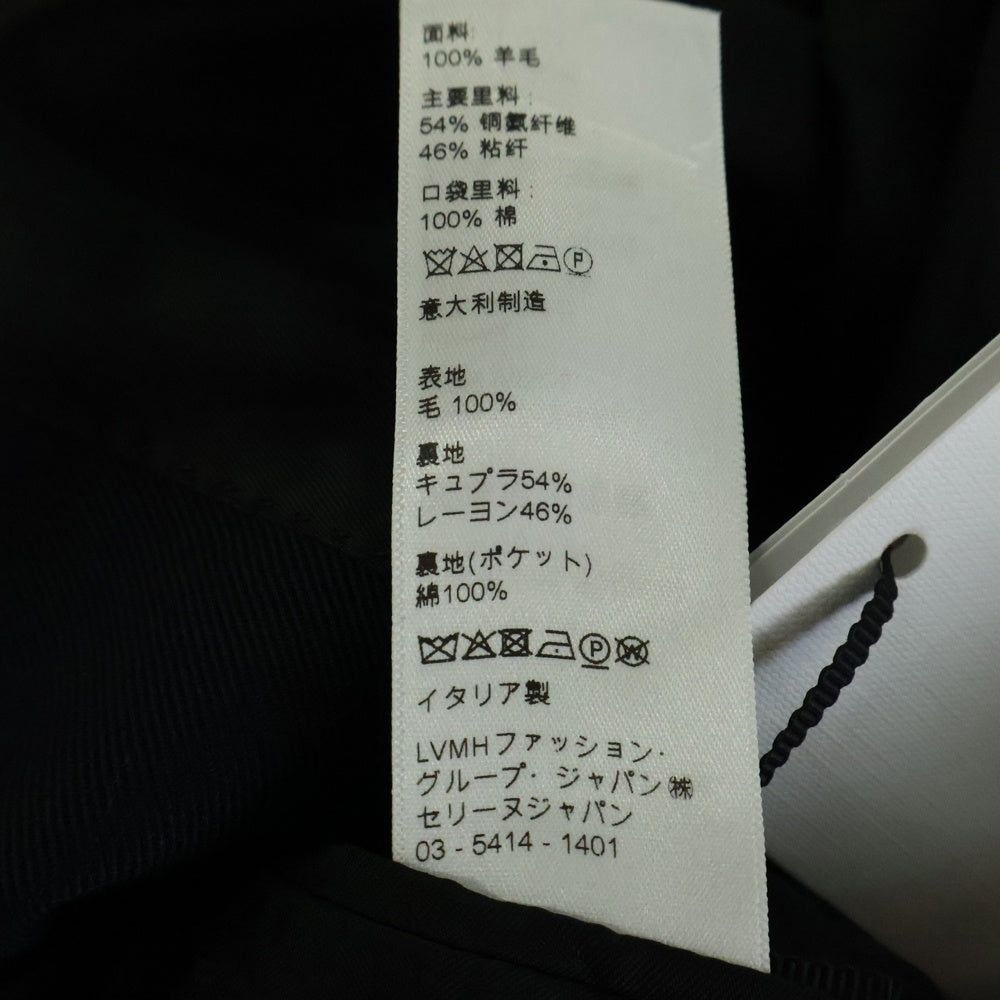 面料:
100% 羊毛
主要里料:
54% 铜氨纤维
46% 粘纤
口袋里料:
100% 棉
P
意大利制造
表地
毛 100%
裏地
キュプラ54%
レーヨン46%
裏地(ポケット)
綿100%
P W
イタリア製
LVMHファッション・
グループ・ジャパン㈱
セリーヌジャパン
03 - 5414 - 1401